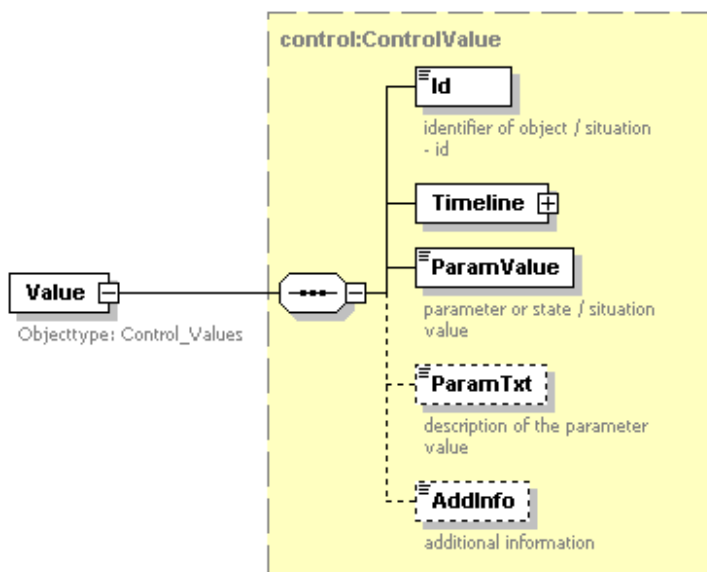 control:ControlValue
Id
identifier of object / situation
- id
Timeline
ParamValue
parameter or state / situation
value
Value
Objecttype: Control_Values
ParamTxt
description of the parameter
value
AddInfo
additional information